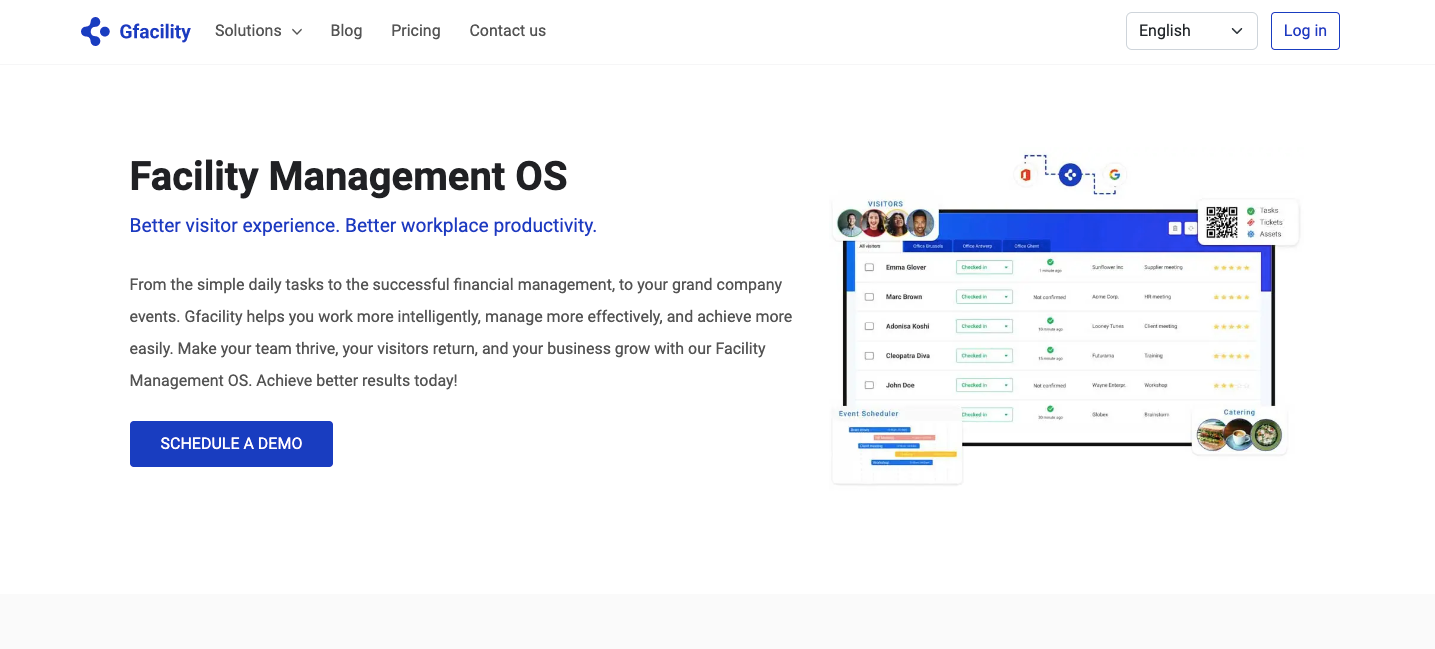 Gfacility
Solutions
Blog
Pricing
Contact us
English
Log in
Facility Management OS
Better visitor experience. Better workplace productivity.
From the simple daily tasks to the successful financial management, to your grand company
events. Gfacility helps you work more intelligently, manage more effectively, and achieve more
easily. Make your team thrive, your visitors return, and your business grow with our Facility
Management OS. Achieve better results today!
SCHEDULE A DEMO
VISITORS
Tasks
Tickets
Assets
All visitors
Office Brussels
Office Antwerp
Office Ghent
Emma Glover Checked in 1 minute ago Sunflower Inc Supplier meeting
Marc Brown Checked in Not confirmed Acme Corp. HR meeting
Adonisa Koshi Checked in 10 minute ago Looney Tunes Client meeting
Cleopatra Diva Checked in 10 minute ago Futurama Training
John Doe Checked in Not confirmed Wayne Enterpr. Workshop
Checked in 30 minute ago Globex Brainstorm
Event Scheduler
Catering